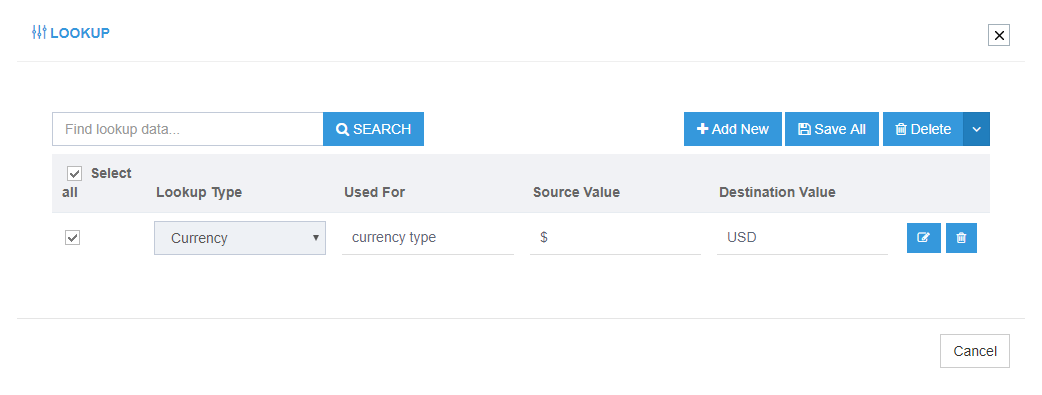 LOOKUP
Find lookup data... SEARCH Add New Save All Delete
Select all Lookup Type Used For Source Value Destination Value
Currency currency type $ USD
Cancel